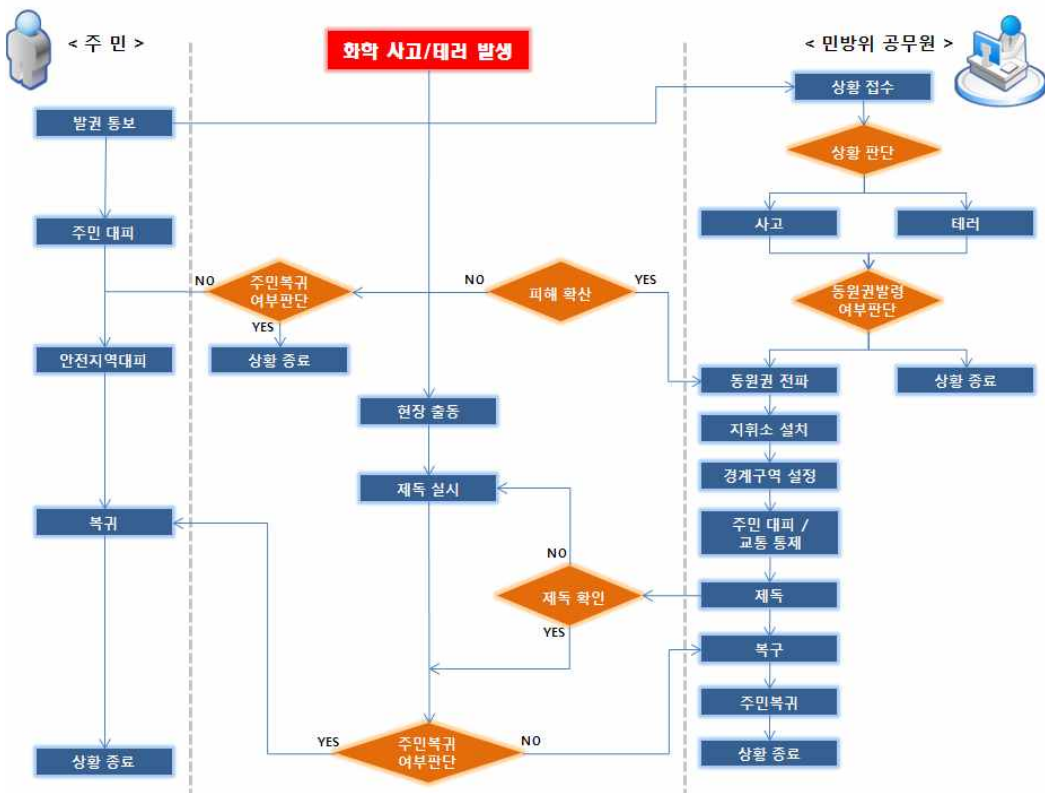 < 주 민 >
화학 사고/테러 발생
< 민방위 공무원 >
상황 접수
발권 통보
상황 판단
주민 대피
사고
테러
NO
주민복귀
여부판단
YES
상황 종료
NO
피해 확산
YES
동원권발령
여부판단
안전지역대피
동원권 전파
상황 종료
현장 출동
지휘소 설치
경계구역 설정
제독 실시
복귀
주민 대피 /
교통 통제
NO
제독 확인
YES
제독
복구
주민복귀
YES
주민복귀
여부판단
NO
상황 종료
상황 종료